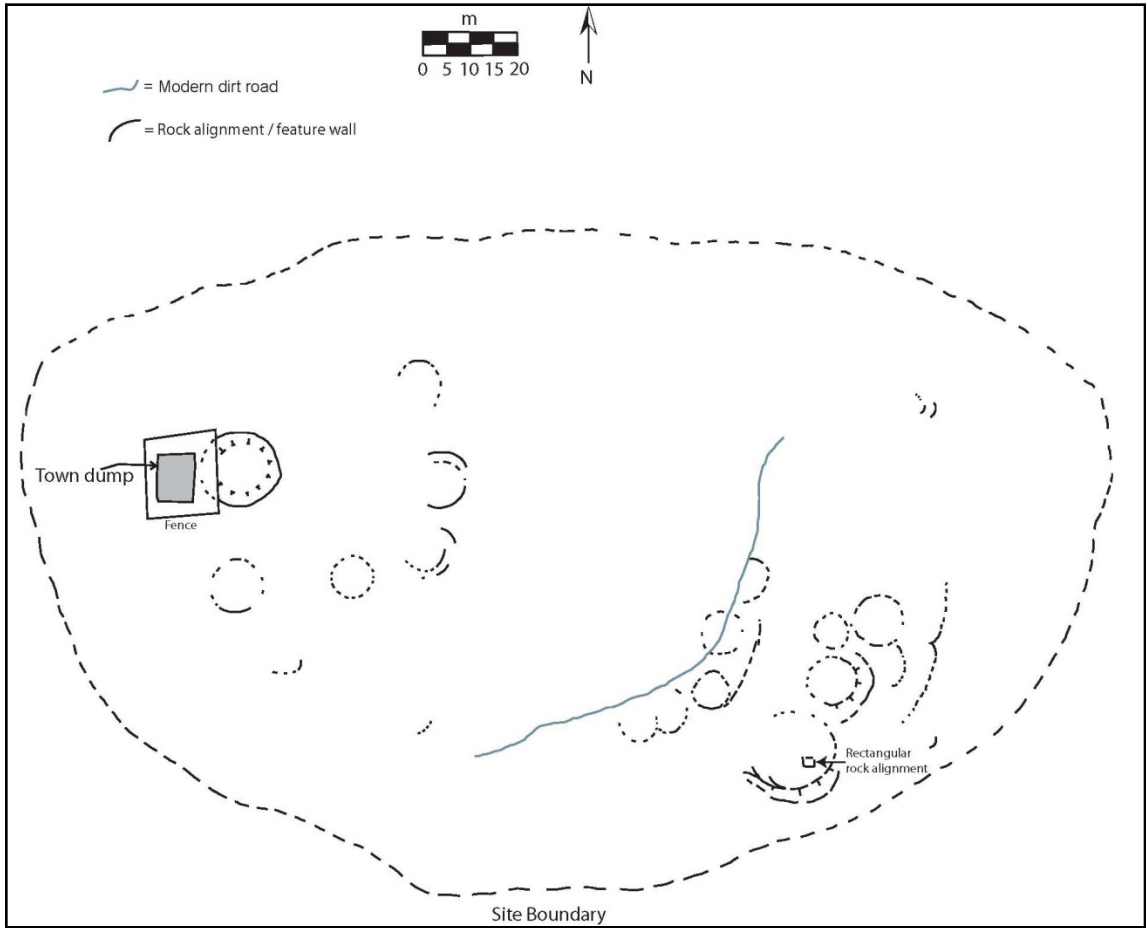 m
0 5 10 15 20
N
= Modern dirt road
= Rock alignment / feature wall
Town dump
Fence
Rectangular
rock alignment
Site Boundary